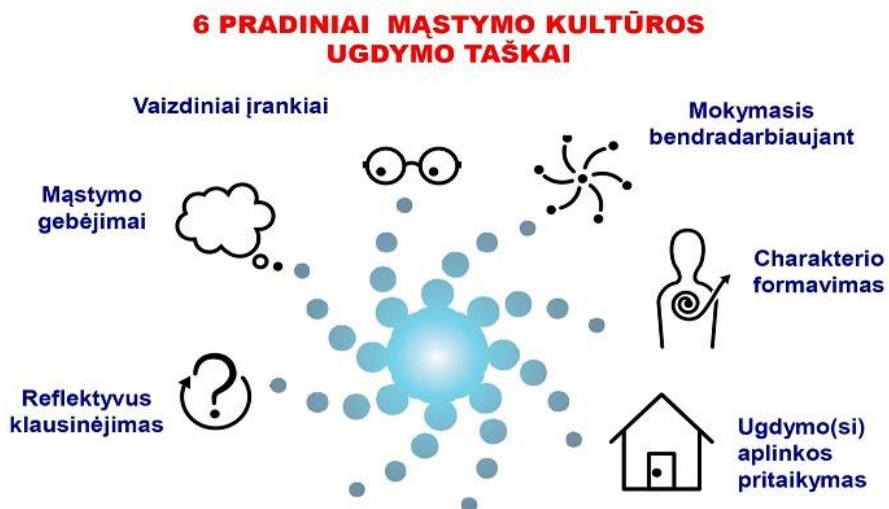 6 PRADINIAI MĄSTYMO KULTŪROS
UGDYMO TAŠKAI
Vaizdiniai įrankiai
Mokymasis
bendradarbiaujant
Mąstymo
gebėjimai
Charakterio
formavimas
Reflektyvus
klausinėjimas
Ugdymo(si)
aplinkos
pritaikymas